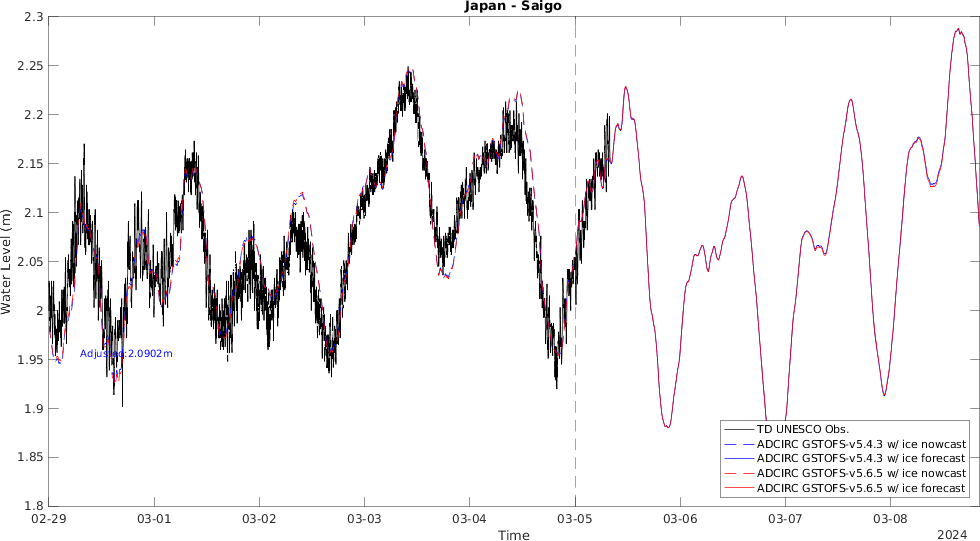 Japan - Saigo
Water Level (m)
2.3
2.25
2.2
2.15
2.1
2.05
2
1.95
1.9
1.85
1.8
Adjusted:2.0902m
TD UNESCO Obs.
ADCIRC GSTOFS-v5.4.3 w/ ice nowcast
ADCIRC GSTOFS-v5.4.3 w/ ice forecast
ADCIRC GSTOFS-v5.6.5 w/ ice nowcast
ADCIRC GSTOFS-v5.6.5 w/ ice forecast
02-29 03-01 03-02 03-03 03-04 03-05 03-06 03-07 03-08
Time
2024